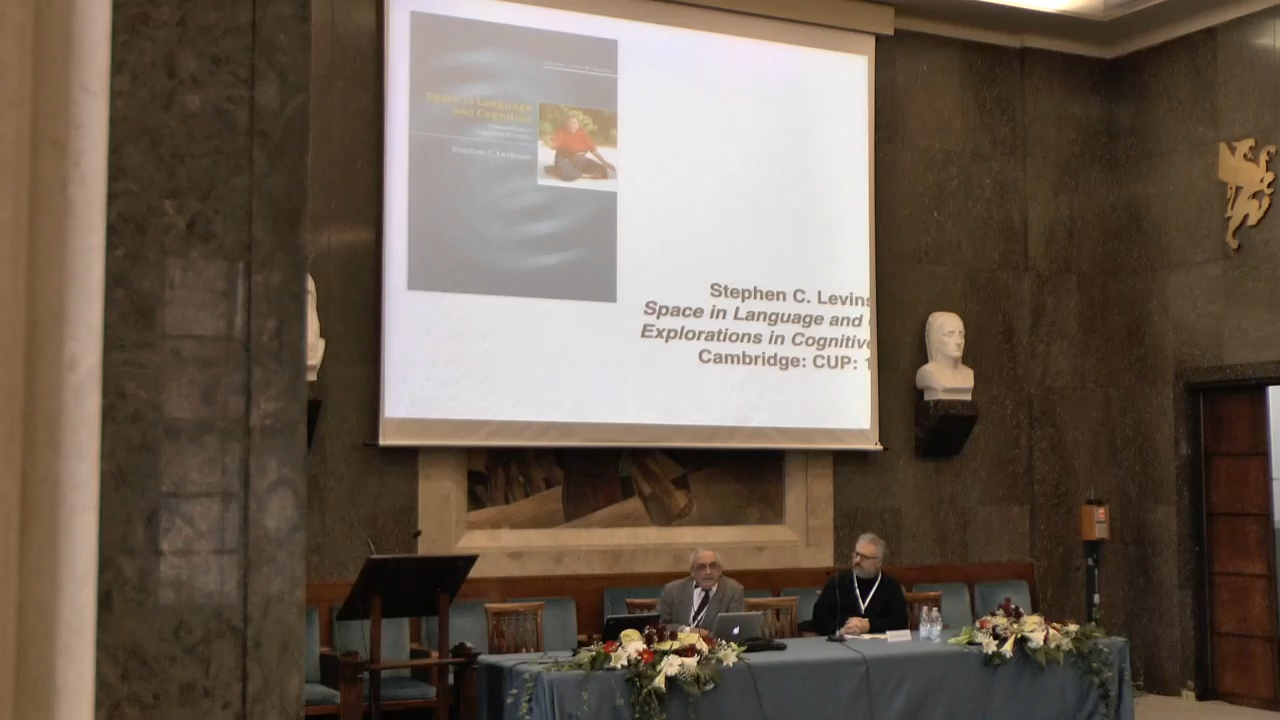 Space in Language
and Cognition
Stephen C. Levinson
Stephen C. Levins
Space in Language and
Explorations in Cognitive
Cambridge: CUP: 1